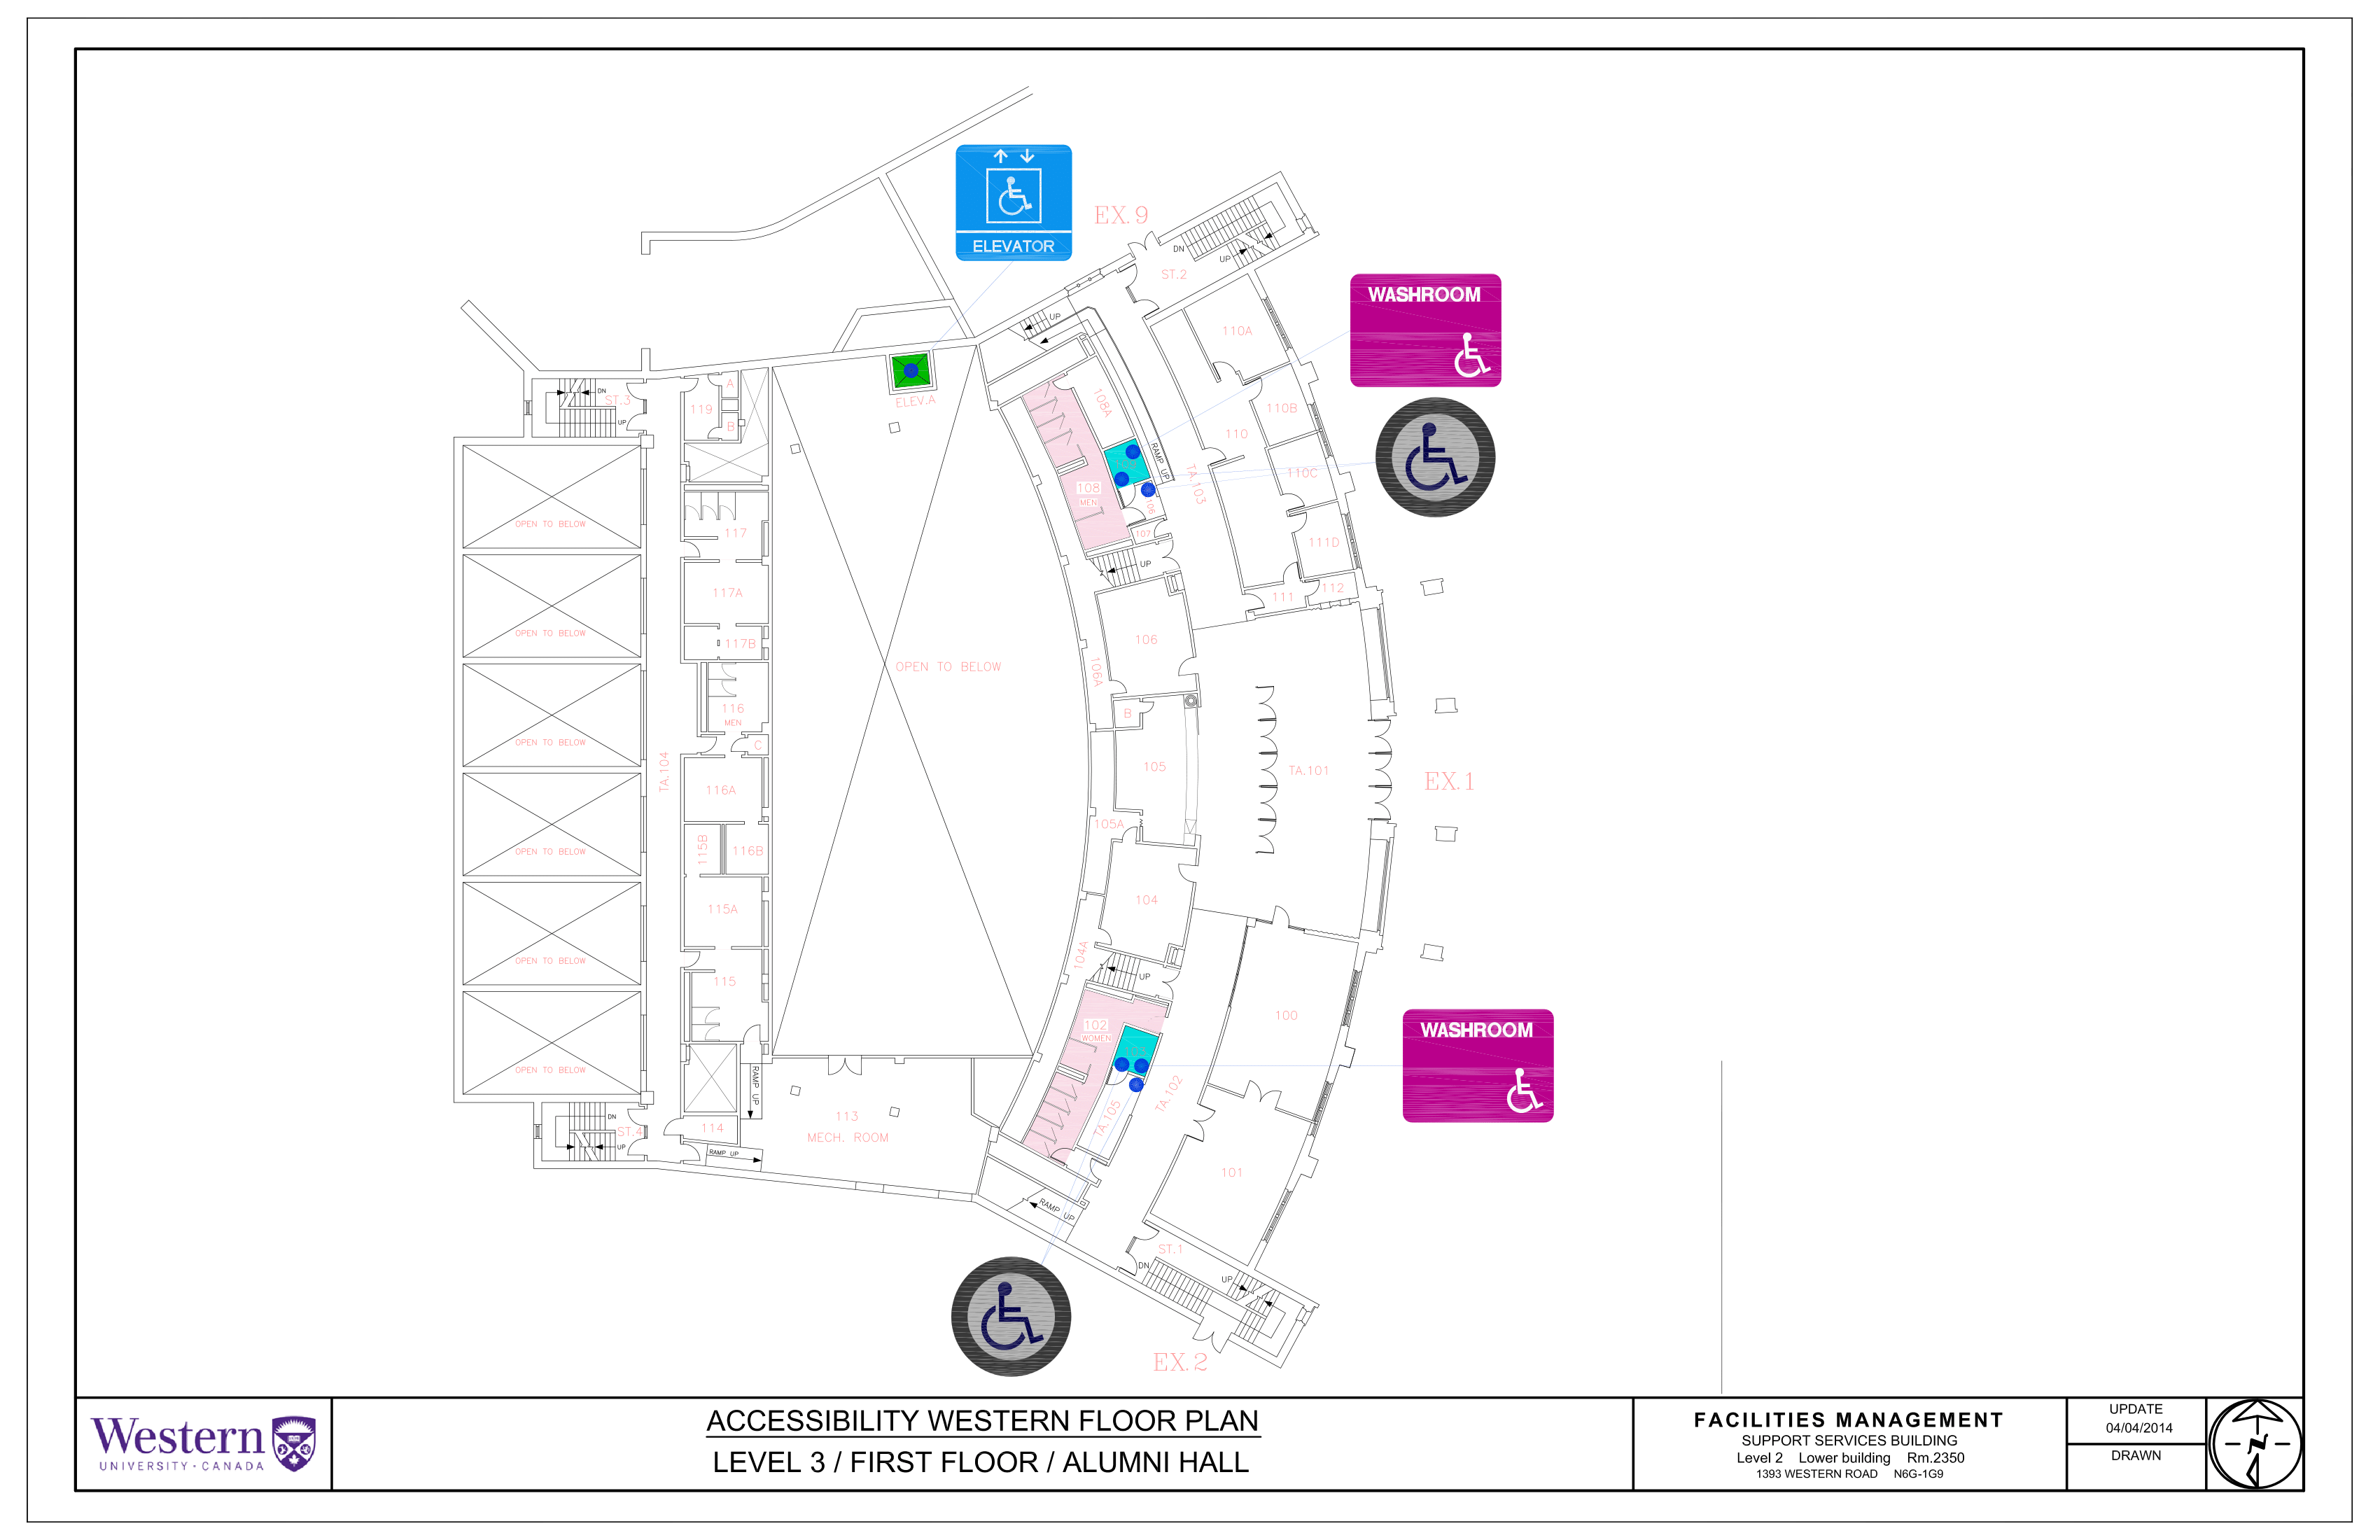 ELEVATOR
EX. 9
DN
UP
ST.2
WASHROOM
UP
110A
ELEV.A
DN
ST.3
UP
A
119
B
108A
110B
110
RAMP UP
TA.103
110C
108
MEN
106
107
111D
UP
112
111
OPEN TO BELOW
117
OPEN TO BELOW
117A
117B
106
106A
OPEN TO BELOW
OPEN TO BELOW
116
MEN
B
C
TA.104
105
TA.101
EX.1
116A
105A
115B
116B
OPEN TO BELOW
OPEN TO BELOW
115A
104
104A
OPEN TO BELOW
115
UP
100
102
WOMEN
WASHROOM
OPEN TO BELOW
RAMP UP
TA.102
TA.105
DN
ST.4
UP
114
RAMP UP
113
MECH. ROOM
101
RAMP UP
ST.1
DN
UP
EX. 2
Western
UNIVERSITY · CANADA
ACCESSIBILITY WESTERN FLOOR PLAN
LEVEL 3 / FIRST FLOOR / ALUMNI HALL
FACILITIES MANAGEMENT
SUPPORT SERVICES BUILDING
Level 2 Lower building Rm.2350
1393 WESTERN ROAD N6G-1G9
UPDATE
04/04/2014
DRAWN
N